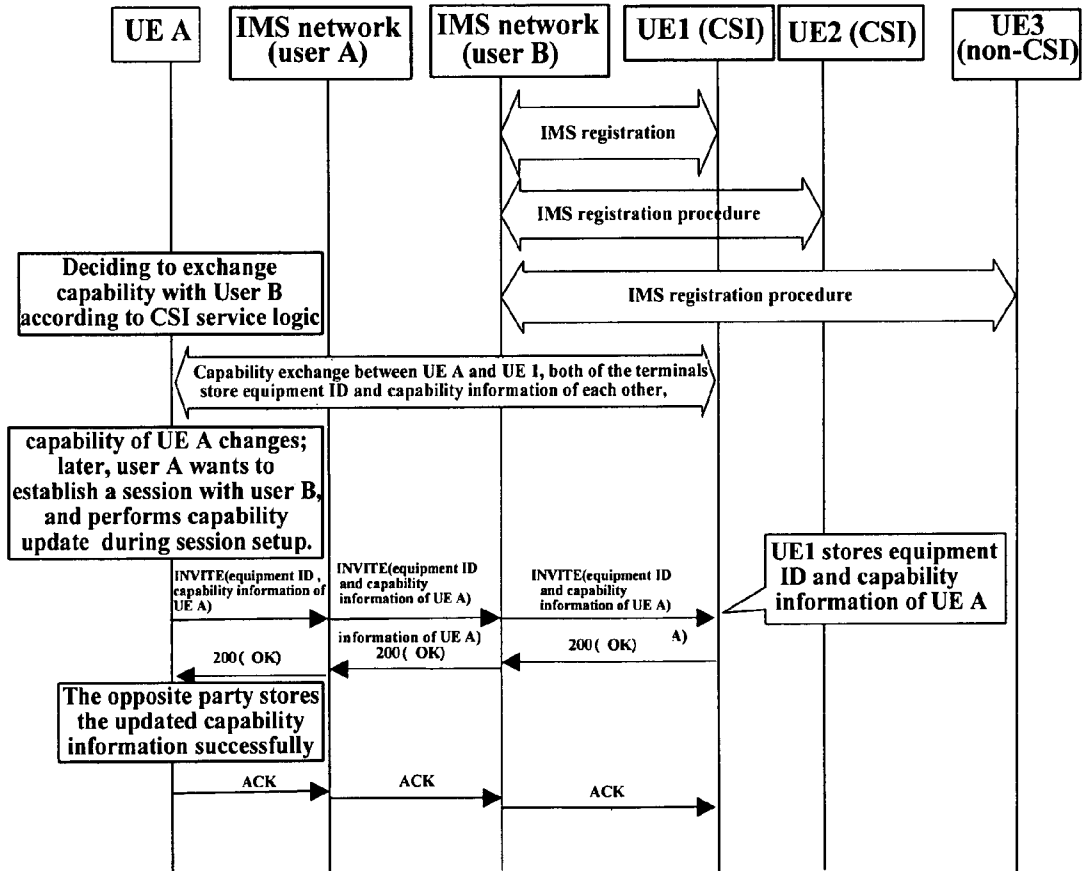 UE A
IMS network
(user A)
IMS network
(user B)
UE1 (CSI)
UE2 (CSI)
UE3
(non-CSI)
IMS registration
IMS registration procedure
Deciding to exchange
capability with User B
according to CSI service logic
IMS registration procedure
Capability exchange between UE A and UE 1, both of the terminals
store equipment ID and capability information of each other,
capability of UE A changes;
later, user A wants to
establish a session with user B,
and performs capability
update during session setup.
UE1 stores equipment
ID and capability
information of UE A
INVITE(equipment ID ,
capability information of
UE A)
INVITE(equipment ID
and capability
information of UE A)
INVITE(equipment ID
and capability
information of UE A)
information of UE A)
A)
200( OK)
200( OK)
200( OK)
The opposite party stores
the updated capability
information successfully
ACK
ACK
ACK